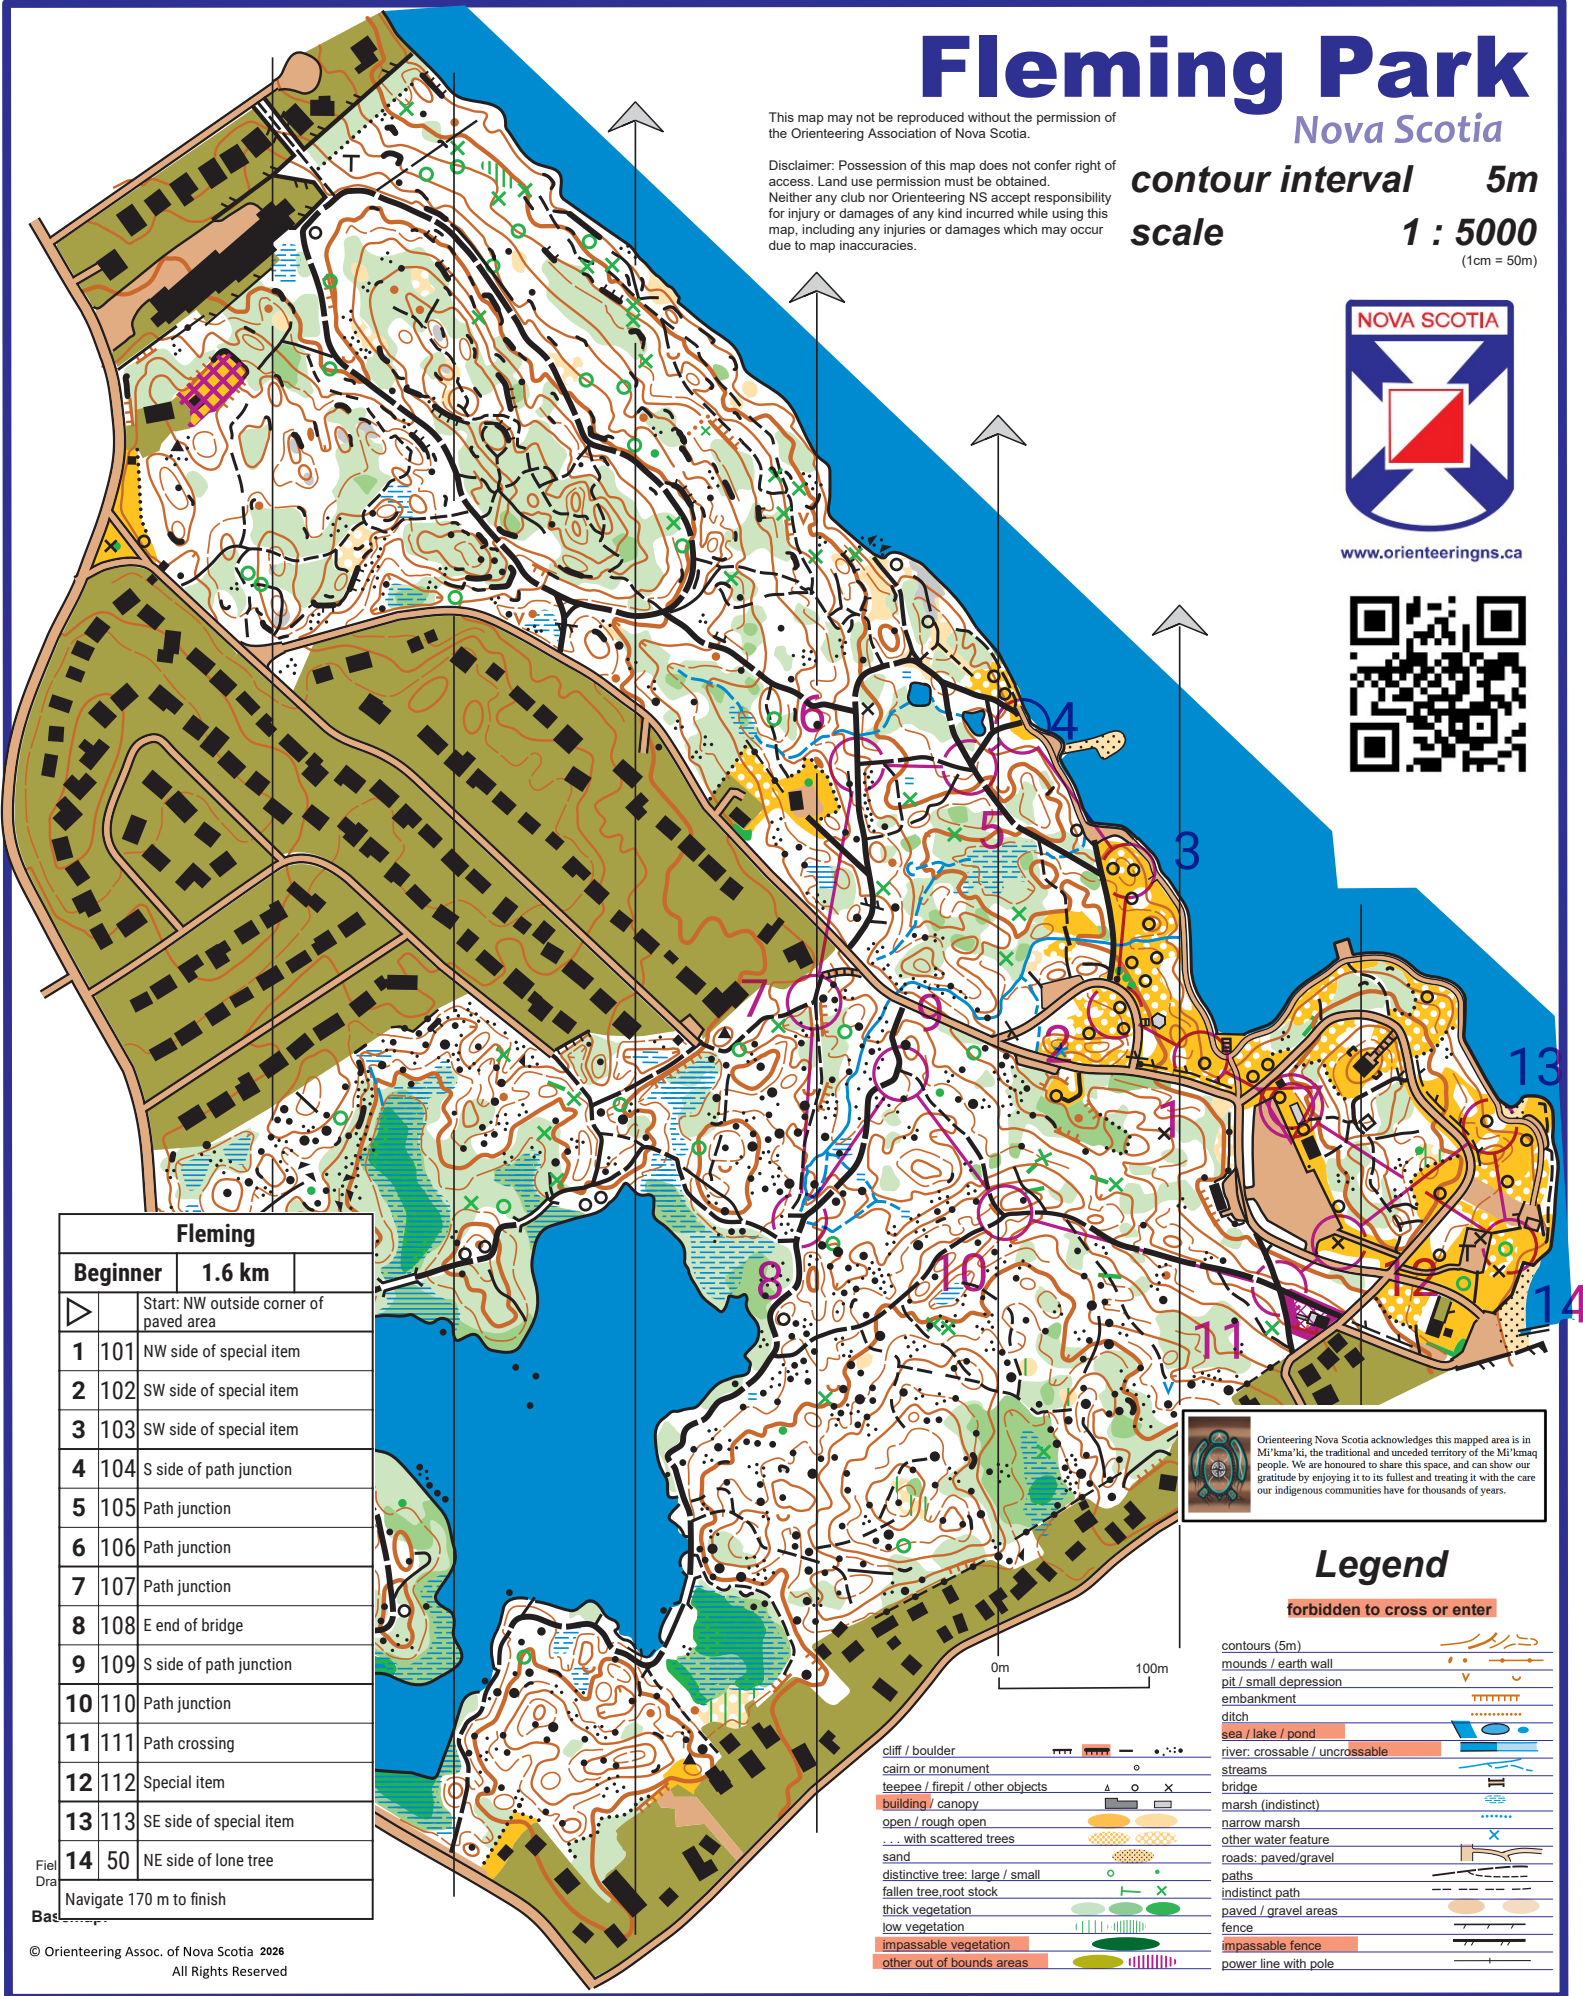 Fleming Park
Nova Scotia
This map may not be reproduced without the permission of
the Orienteering Association of Nova Scotia.
Disclaimer: Possession of this map does not confer right of
access. Land use permission must be obtained.
Neither any club nor Orienteering NS accept responsibility
for injury or damages of any kind incurred while using this
map, including any injuries or damages which may occur
due to map inaccuracies.
contour interval 5m
scale 1 : 5000
(1cm = 50m)
NOVA SCOTIA
www.orienteeringns.ca
6
4
5
3
7
9
2
1
13
8
10
12
11
14
Fleming
Beginner 1.6 km
Start: NW outside corner of
paved area
1 101 NW side of special item
2 102 SW side of special item
3 103 SW side of special item
4 104 S side of path junction
5 105 Path junction
6 106 Path junction
7 107 Path junction
8 108 E end of bridge
9 109 S side of path junction
10 110 Path junction
11 111 Path crossing
12 112 Special item
13 113 SE side of special item
14 50 NE side of lone tree
Navigate 170 m to finish
© Orienteering Assoc. of Nova Scotia 2026
All Rights Reserved
Orienteering Nova Scotia acknowledges this mapped area is in
Mi’kma’ki, the traditional and unceded territory of the Mi’kmaq
people. We are honoured to share this space, and can show our
gratitude by enjoying it to its fullest and treating it with the care
our indigenous communities have for thousands of years.
0m 100m
Legend
forbidden to cross or enter
cliff / boulder
cairn or monument
teepee / firepit / other objects
building / canopy
open / rough open
. . . with scattered trees
sand
distinctive tree: large / small
fallen tree,root stock
thick vegetation
low vegetation
impassable vegetation
other out of bounds areas
contours (5m)
mounds / earth wall
pit / small depression
embankment
ditch
sea / lake / pond
river: crossable / uncrossable
streams
bridge
marsh (indistinct)
narrow marsh
other water feature
roads: paved/gravel
paths
indistinct path
paved / gravel areas
fence
impassable fence
power line with pole